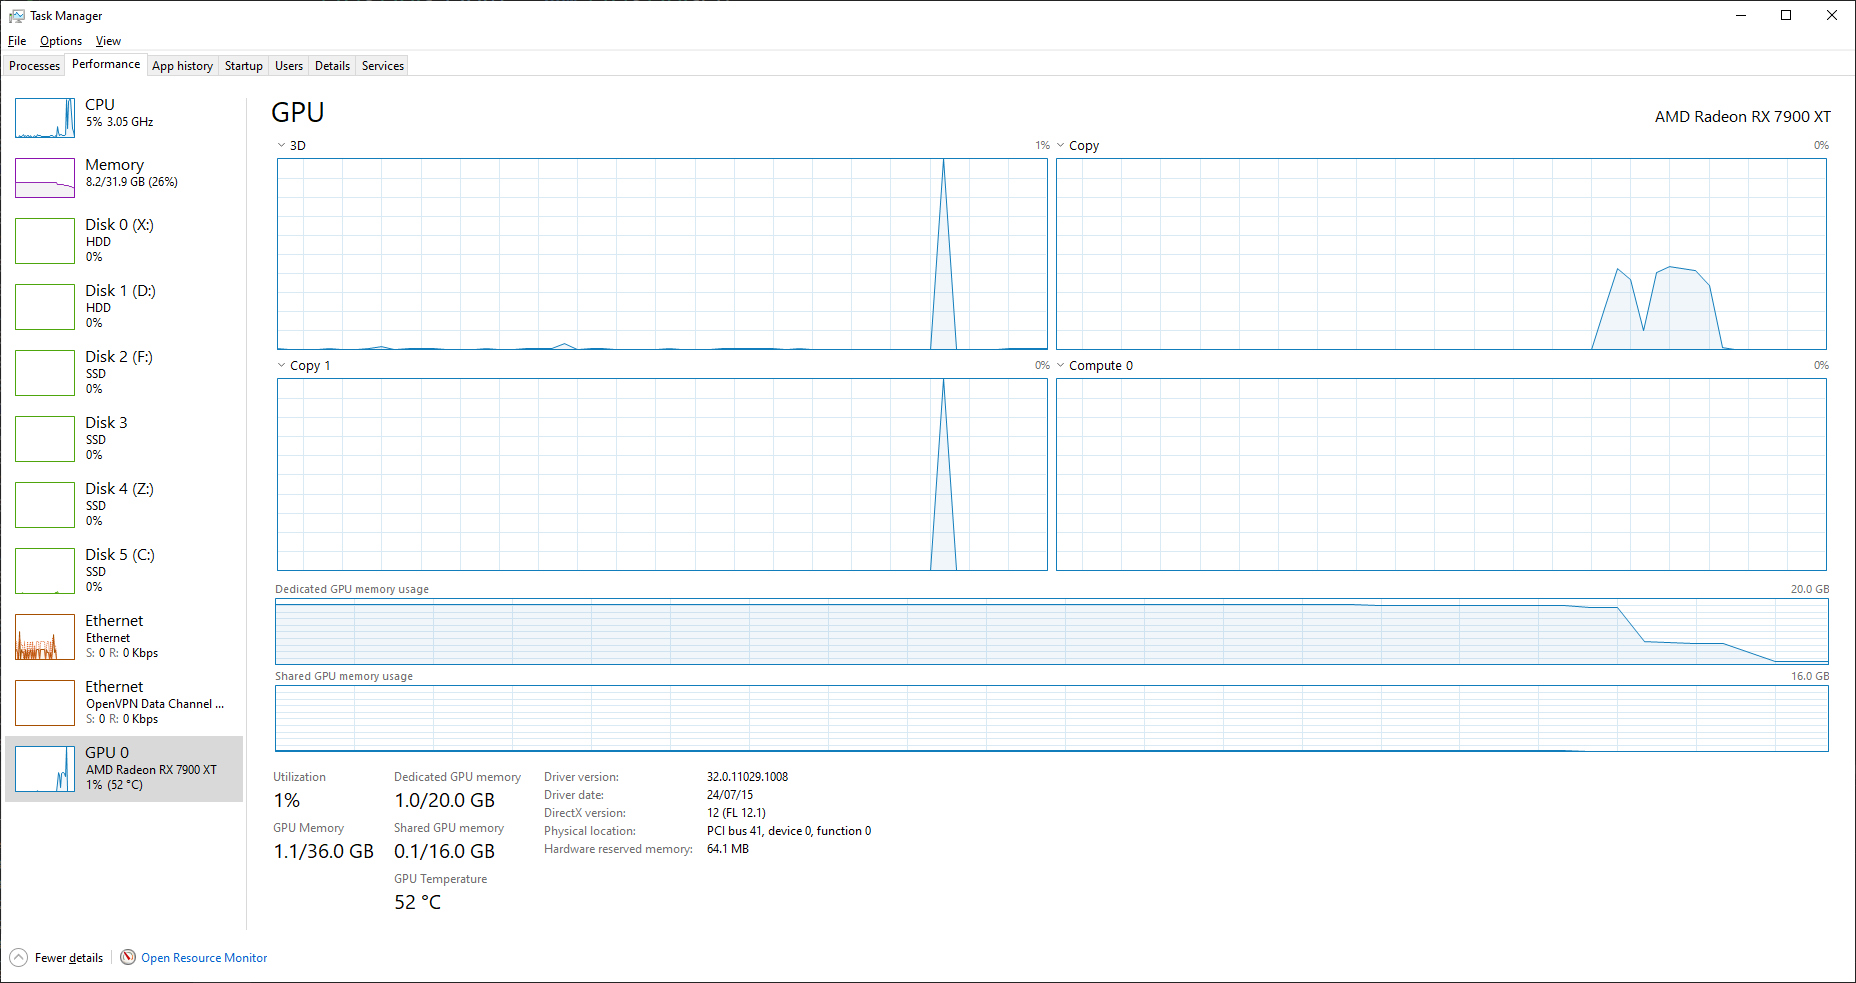 Task Manager
File Options View
Processes Performance App history Startup Users Details Services
CPU
5% 3.05 GHz
Memory
8.2/31.9 GB (26%)
Disk 0 (X:)
HDD
0%
Disk 1 (D:)
HDD
0%
Disk 2 (F:)
SSD
0%
Disk 3
SSD
0%
Disk 4 (Z:)
SSD
0%
Disk 5 (C:)
SSD
0%
Ethernet
Ethernet
S: 0 R: 0 Kbps
Ethernet
OpenVPN Data Channel ...
S: 0 R: 0 Kbps
GPU 0
AMD Radeon RX 7900 XT
1% (52 °C)
GPU
AMD Radeon RX 7900 XT
3D 1%
Copy 0%
Copy 1 0%
Compute 0 0%
Dedicated GPU memory usage 20.0 GB
Shared GPU memory usage 16.0 GB
Utilization
1%
GPU Memory
1.1/36.0 GB
Dedicated GPU memory
1.0/20.0 GB
Shared GPU memory
0.1/16.0 GB
GPU Temperature
52 °C
Driver version: 32.0.11029.1008
Driver date: 24/07/15
DirectX version: 12 (FL 12.1)
Physical location: PCI bus 41, device 0, function 0
Hardware reserved memory: 64.1 MB
Fewer details
Open Resource Monitor